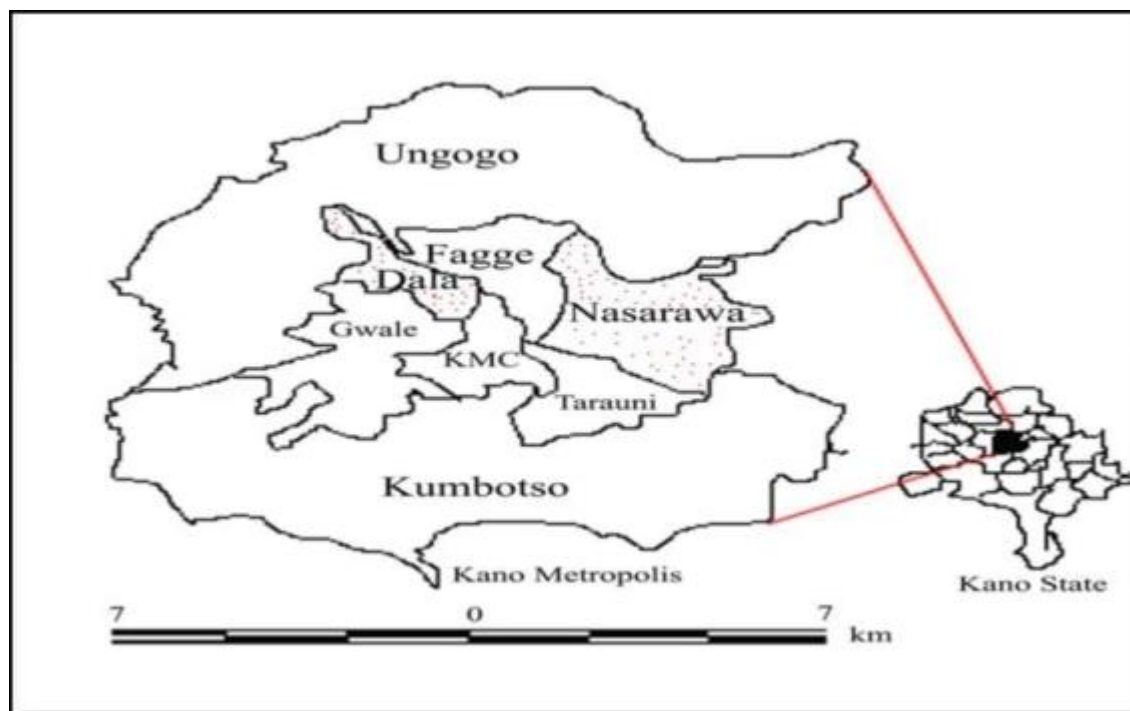 Ungogo
Fagge
Dala
Nasarawa
Gwale
KMC
Tarauni
Kumbotso
Kano Metropolis
Kano State
7 0 7
km